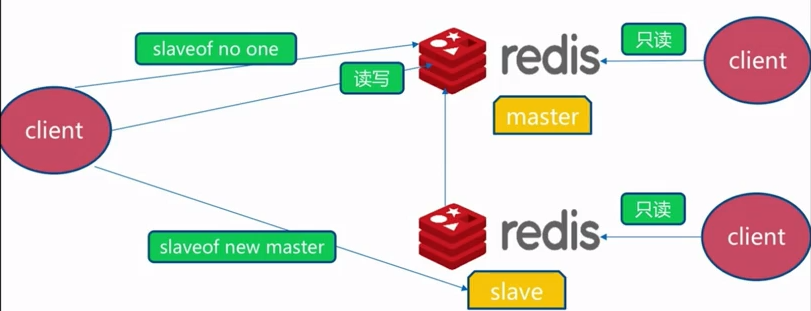 slaveof no one
读写
redis
只读
client
master
client
slaveof new master
redis
只读
client
slave